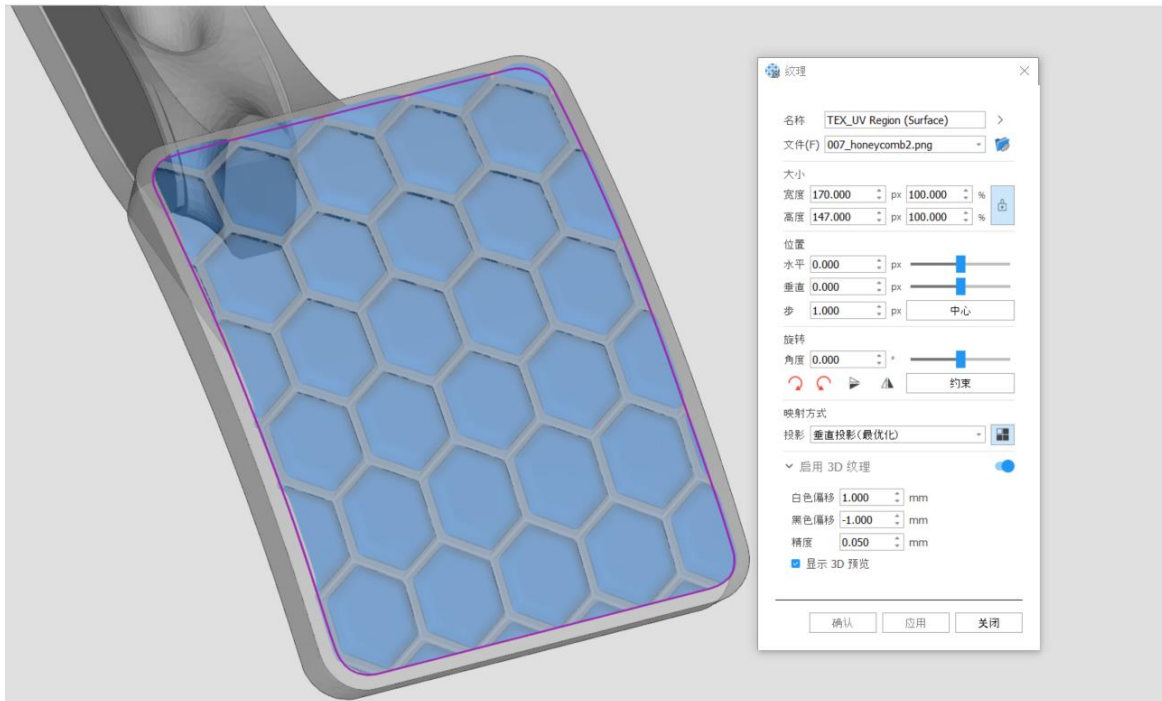 纹理
名称 TEX_UV Region (Surface)
文件(F) 007_honeycomb2.png
大小
宽度 170.000 px 100.000 %
高度 147.000 px 100.000 %
位置
水平 0.000 px
垂直 0.000 px
步 1.000 px 中心
旋转
角度 0.000 °
约束
映射方式
投影 垂直投影(最优化)
启用 3D 纹理
白色偏移 1.000 mm
黑色偏移 -1.000 mm
精度 0.050 mm
显示 3D 预览
确认 应用 关闭